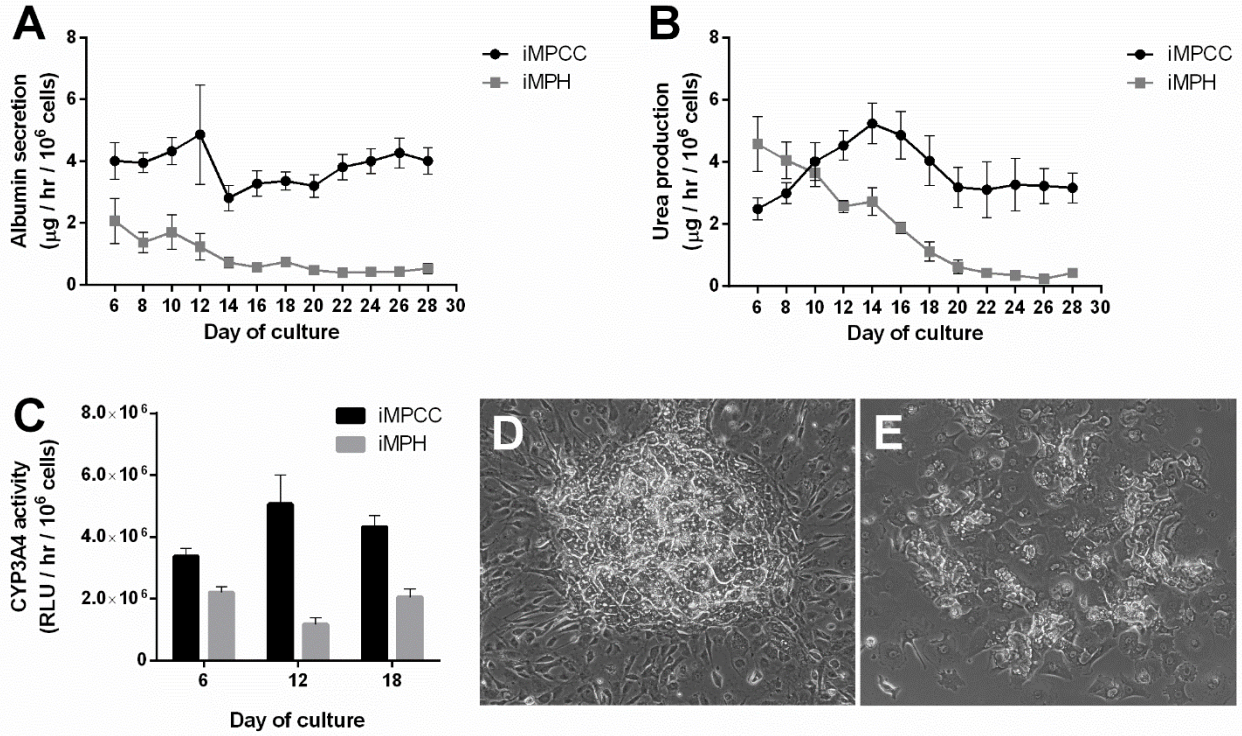 A
Albumin secretion
(µg / hr / 10⁶ cells)
8
6
4
2
0
6 8 10 12 14 16 18 20 22 24 26 28 30
Day of culture
iMPCC
iMPH
B
Urea production
(µg / hr / 10⁶ cells)
8
6
4
2
0
6 8 10 12 14 16 18 20 22 24 26 28 30
Day of culture
iMPCC
iMPH
C
CYP3A4 activity
(RLU / hr / 10⁶ cells)
8.0×10⁶
6.0×10⁶
4.0×10⁶
2.0×10⁶
0
6 12 18
Day of culture
iMPCC
iMPH
D
E